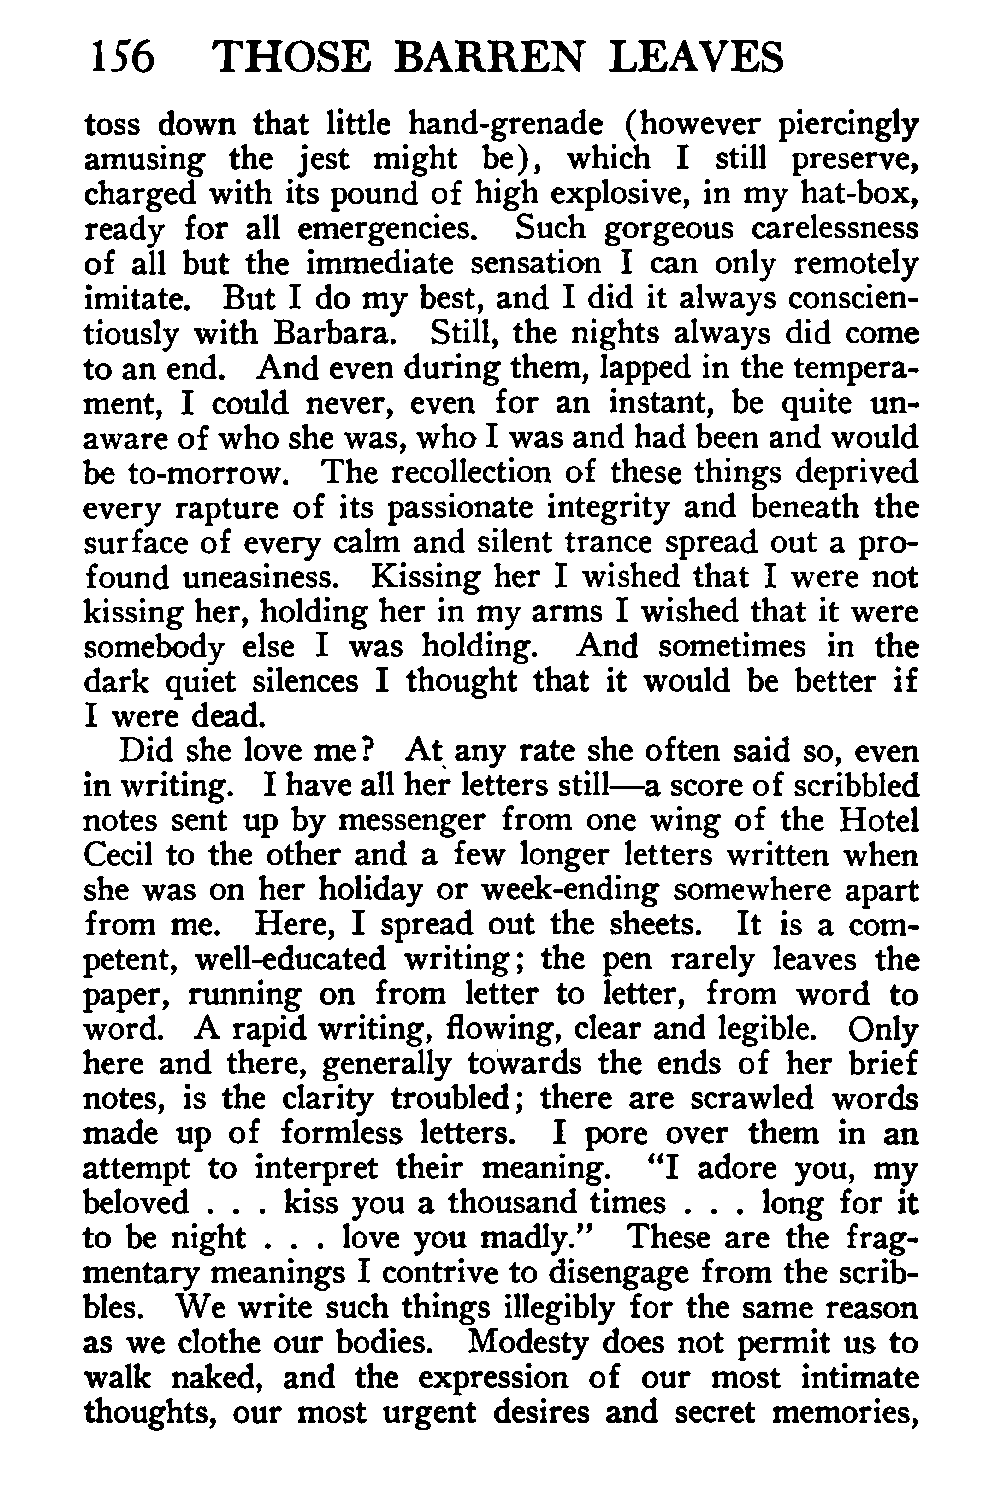 156 THOSE BARREN LEAVES
toss down that little hand-grenade (however piercingly
amusing the jest might be), which I still preserve,
charged with its pound of high explosive, in my hat-box,
ready for all emergencies. Such gorgeous carelessness
of all but the immediate sensation I can only remotely
imitate. But I do my best, and I did it always conscien-
tiously with Barbara. Still, the nights always did come
to an end. And even during them, lapped in the tempera-
ment, I could never, even for an instant, be quite un-
aware of who she was, who I was and had been and would
be to-morrow. The recollection of these things deprived
every rapture of its passionate integrity and beneath the
surface of every calm and silent trance spread out a pro-
found uneasiness. Kissing her I wished that I were not
kissing her, holding her in my arms I wished that it were
somebody else I was holding. And sometimes in the
dark quiet silences I thought that it would be better if
I were dead.
Did she love me? At any rate she often said so, even
in writing. I have all her letters still—a score of scribbled
notes sent up by messenger from one wing of the Hotel
Cecil to the other and a few longer letters written when
she was on her holiday or week-ending somewhere apart
from me. Here, I spread out the sheets. It is a com-
petent, well-educated writing; the pen rarely leaves the
paper, running on from letter to letter, from word to
word. A rapid writing, flowing, clear and legible. Only
here and there, generally towards the ends of her brief
notes, is the clarity troubled; there are scrawled words
made up of formless letters. I pore over them in an
attempt to interpret their meaning. "I adore you, my
beloved . . . kiss you a thousand times . . . long for it
to be night . . . love you madly." These are the frag-
mentary meanings I contrive to disengage from the scrib-
bles. We write such things illegibly for the same reason
as we clothe our bodies. Modesty does not permit us to
walk naked, and the expression of our most intimate
thoughts, our most urgent desires and secret memories,